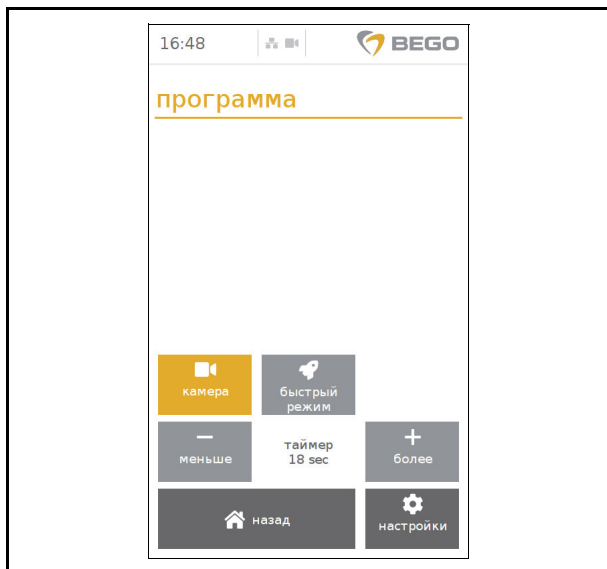 16:48
BEGO
программа
камера
быстрый
режим
меньше
таймер
18 sec
более
назад
настройки